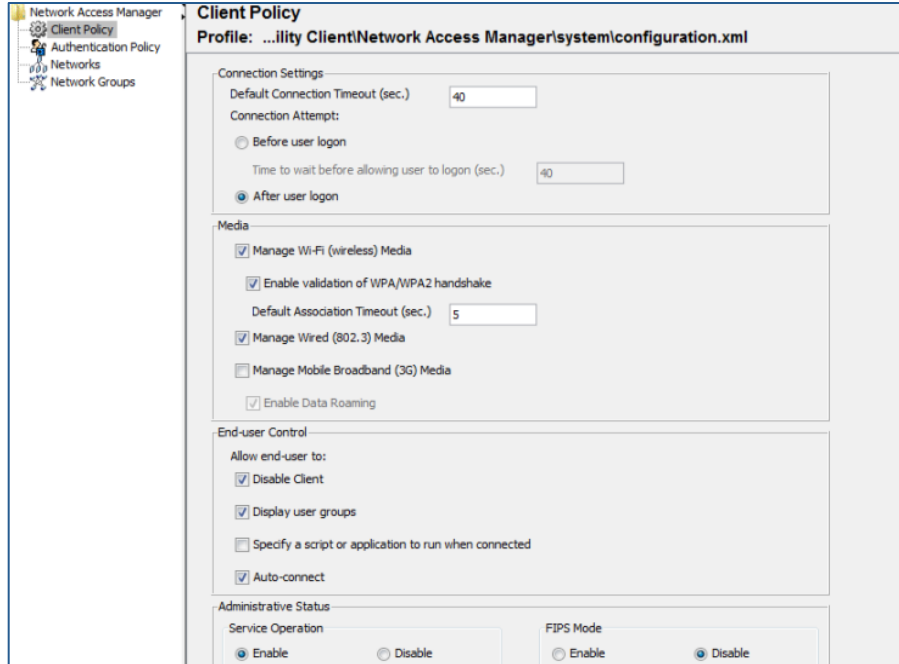 Network Access Manager
Client Policy
Authentication Policy
Networks
Network Groups
Client Policy
Profile: ...ility Client\Network Access Manager\system\configuration.xml
Connection Settings
Default Connection Timeout (sec.) 40
Connection Attempt:
Before user logon
Time to wait before allowing user to logon (sec.) 40
After user logon
Media
Manage Wi-Fi (wireless) Media
Enable validation of WPA/WPA2 handshake
Default Association Timeout (sec.) 5
Manage Wired (802.3) Media
Manage Mobile Broadband (3G) Media
Enable Data Roaming
End-user Control
Allow end-user to:
Disable Client
Display user groups
Specify a script or application to run when connected
Auto-connect
Administrative Status
Service Operation FIPS Mode
Enable Disable Enable Disable